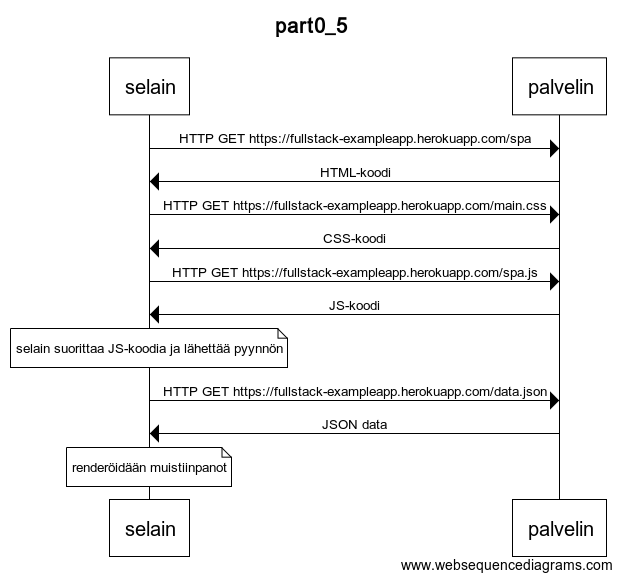 part0_5
selain palvelin
HTTP GET https://fullstack-exampleapp.herokuapp.com/spa
HTML-koodi
HTTP GET https://fullstack-exampleapp.herokuapp.com/main.css
CSS-koodi
HTTP GET https://fullstack-exampleapp.herokuapp.com/spa.js
JS-koodi
selain suorittaa JS-koodia ja lähettää pyynnön
HTTP GET https://fullstack-exampleapp.herokuapp.com/data.json
JSON data
renderöidään muistiinpanot
selain palvelin
www.websequencediagrams.com